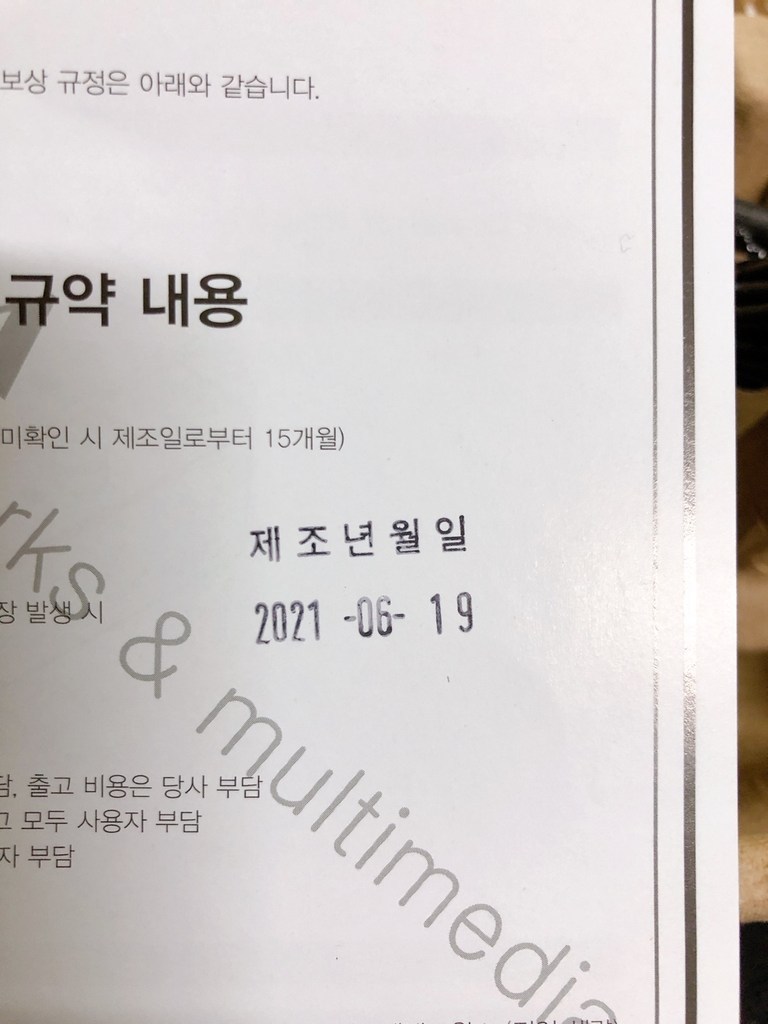 보상 규정은 아래와 같습니다.
규약 내용
미확인 시 제조일로부터 15개월)
제조년월일
장 발생 시
2021 -06- 19
rks & multimedia
담, 출고 비용은 당사 부담
고 모두 사용자 부담
자 부담